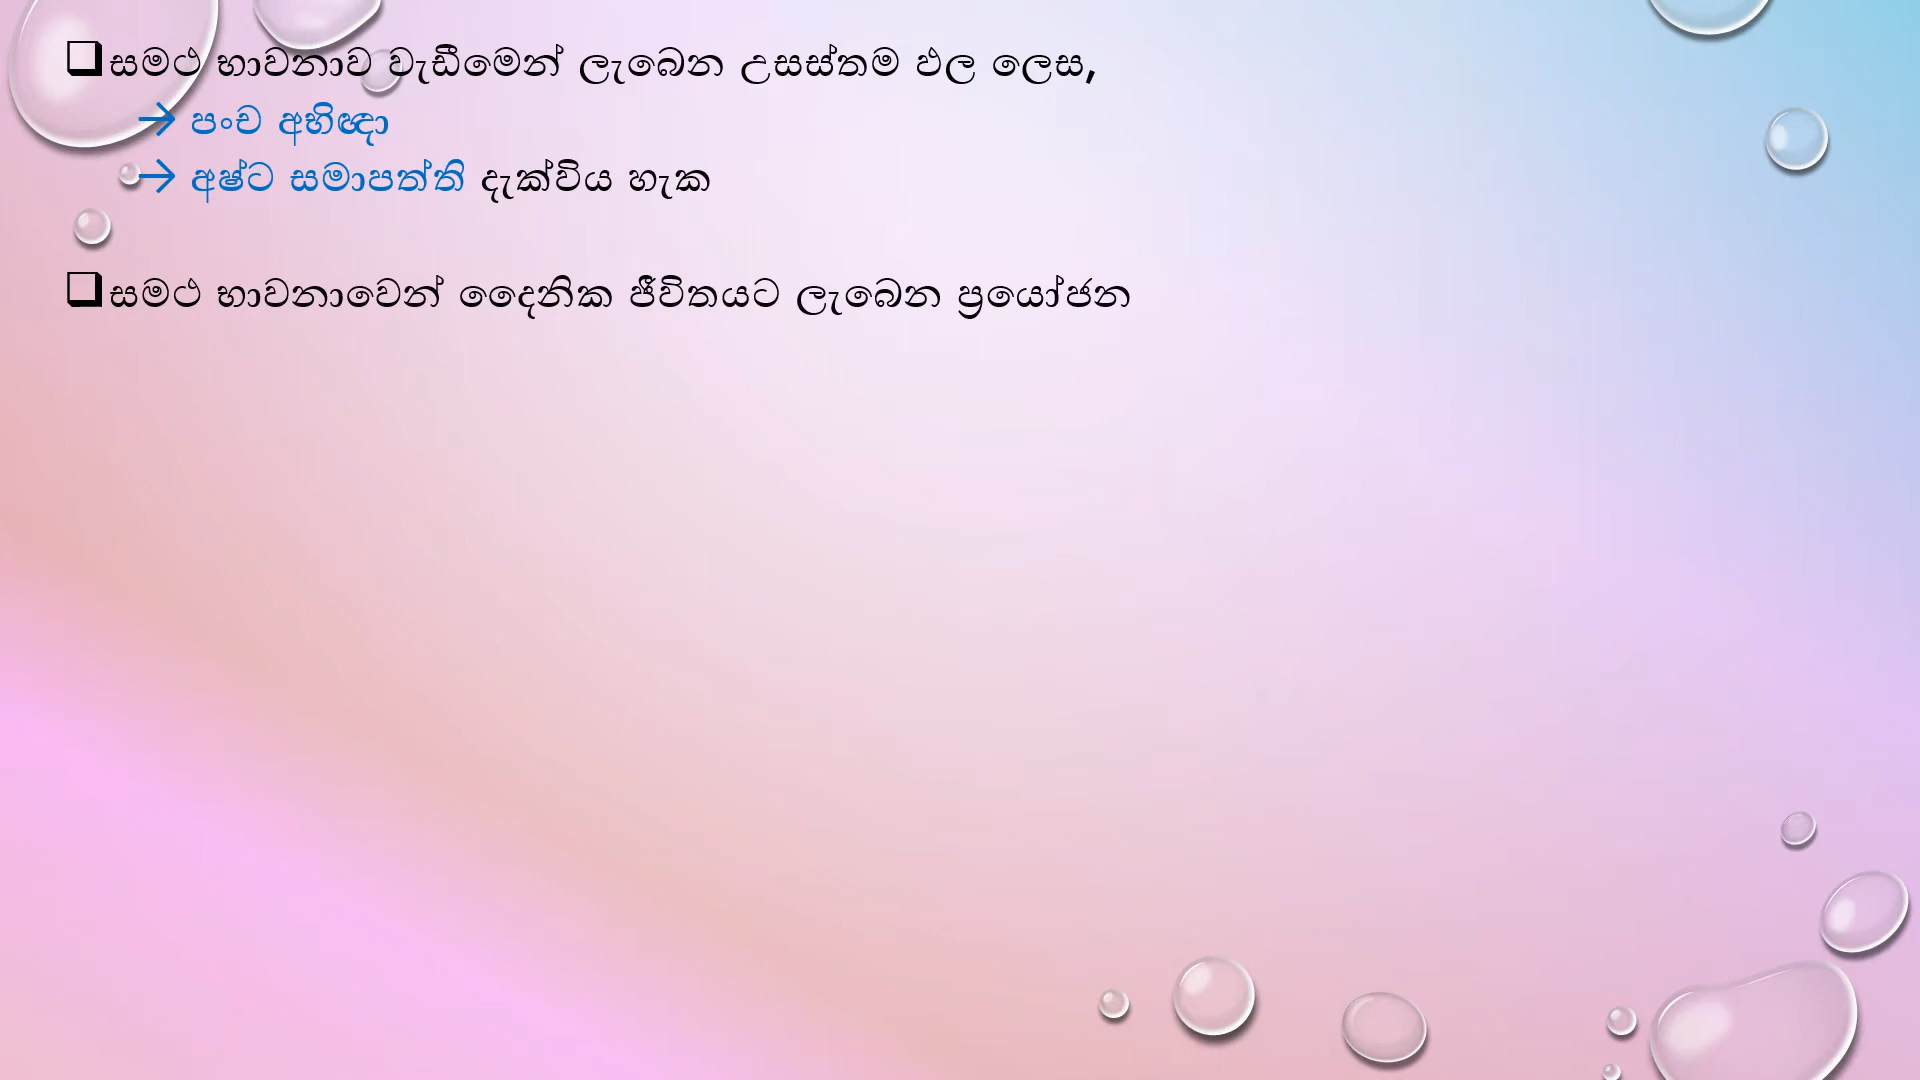 ❑සමථ භාවනාව වැඩීමෙන් ලැබෙන උසස්තම ඵල ලෙස,
→ පංච අභිඥා
→ අෂ්ට සමාපත්ති දැක්විය හැක
❑සමථ භාවනාවෙන් දෛනික ජීවිතයට ලැබෙන ප්‍රයෝජන